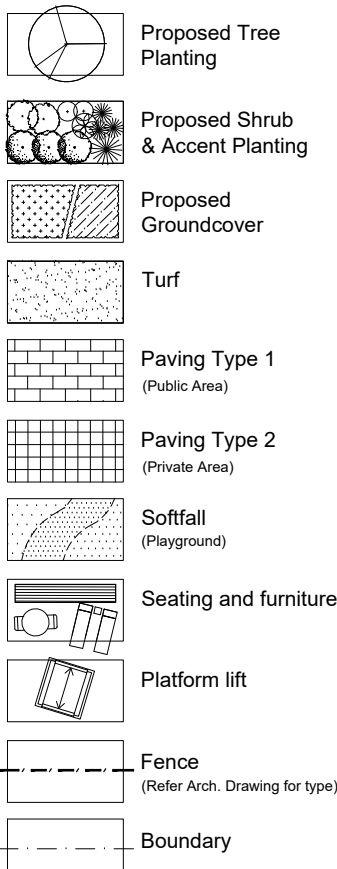 Proposed Tree
Planting
Proposed Shrub
& Accent Planting
Proposed
Groundcover
Turf
Paving Type 1
(Public Area)
Paving Type 2
(Private Area)
Softfall
(Playground)
Seating and furniture
Platform lift
Fence
(Refer Arch. Drawing for type)
Boundary